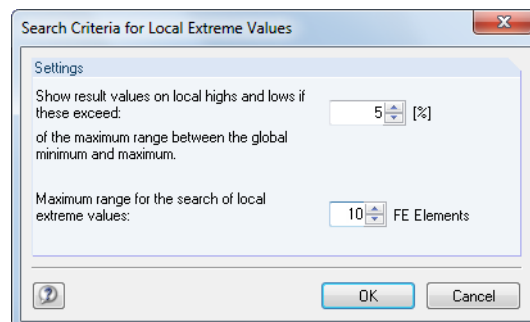 Search Criteria for Local Extreme Values
Settings
Show result values on local highs and lows if
these exceed:
5 [%]
of the maximum range between the global
minimum and maximum.
Maximum range for the search of local
extreme values:
10 FE Elements
OK Cancel